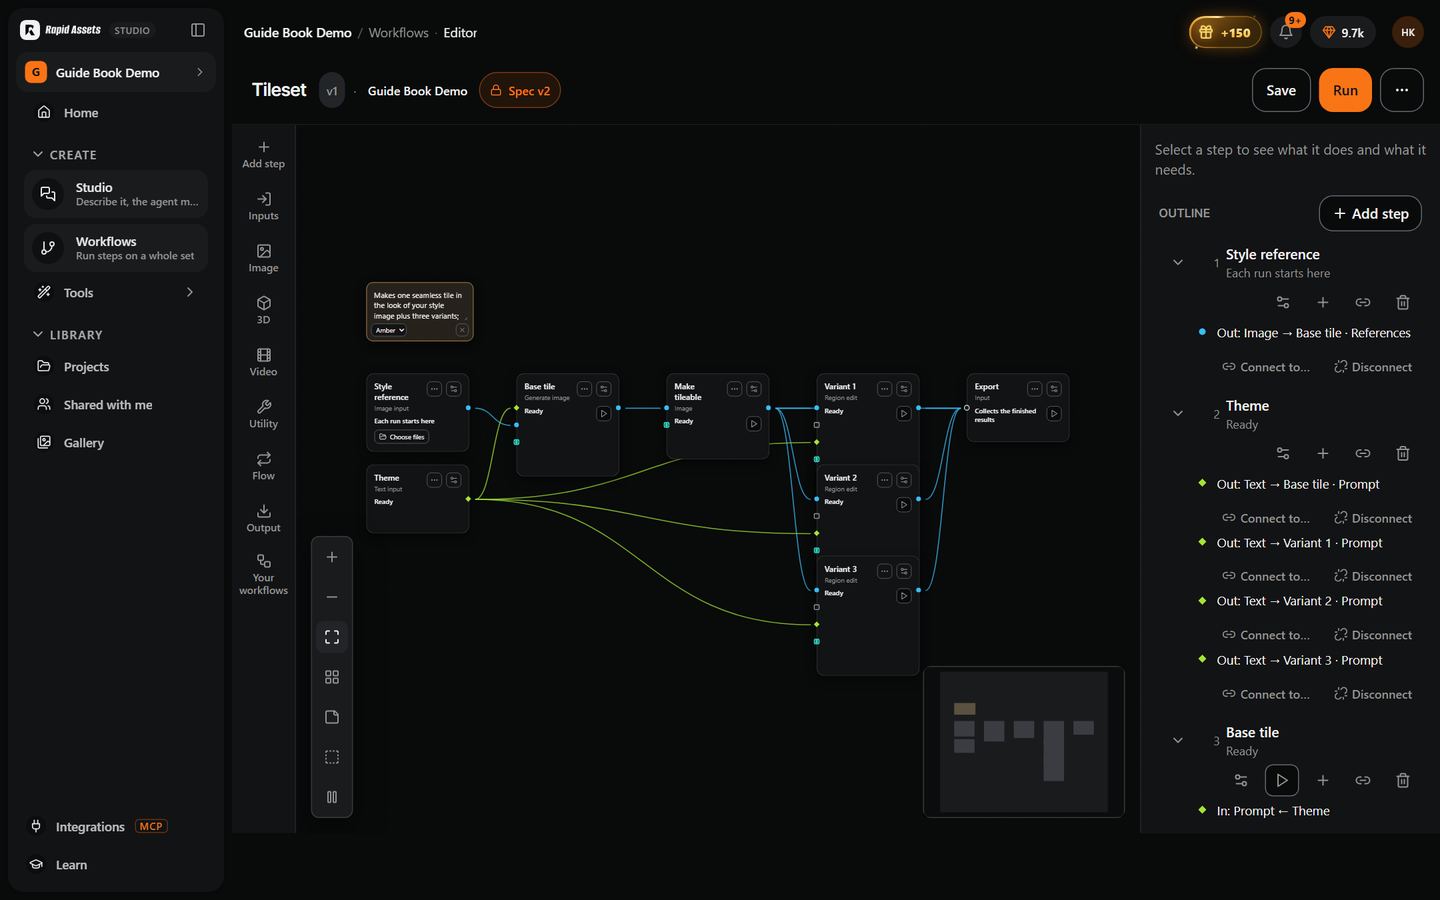 Rapid Assets STUDIO
G Guide Book Demo
Home
CREATE
Studio
Describe it, the agent m...
Workflows
Run steps on a whole set
Tools
LIBRARY
Projects
Shared with me
Gallery
Integrations MCP
Learn
Guide Book Demo / Workflows · Editor
+150
9+
9.7k
HK
Tileset v1 · Guide Book Demo Spec v2
Save
Run
Add step
Inputs
Image
3D
Video
Utility
Flow
Output
Your
workflows
Makes one seamless tile in
the look of your style
image plus three variants;
Amber
Style
reference
Image input
Each run starts here
Choose files
Theme
Text input
Ready
Base tile
Generate image
Ready
Make
tileable
Image
Ready
Variant 1
Region edit
Ready
Variant 2
Region edit
Ready
Variant 3
Region edit
Ready
Export
Input
Collects the finished
results
Select a step to see what it does and what it
needs.
OUTLINE
Add step
1 Style reference
Each run starts here
Out: Image → Base tile · References
Connect to... Disconnect
2 Theme
Ready
Out: Text → Base tile · Prompt
Connect to... Disconnect
Out: Text → Variant 1 · Prompt
Connect to... Disconnect
Out: Text → Variant 2 · Prompt
Connect to... Disconnect
Out: Text → Variant 3 · Prompt
Connect to... Disconnect
3 Base tile
Ready
In: Prompt ← Theme